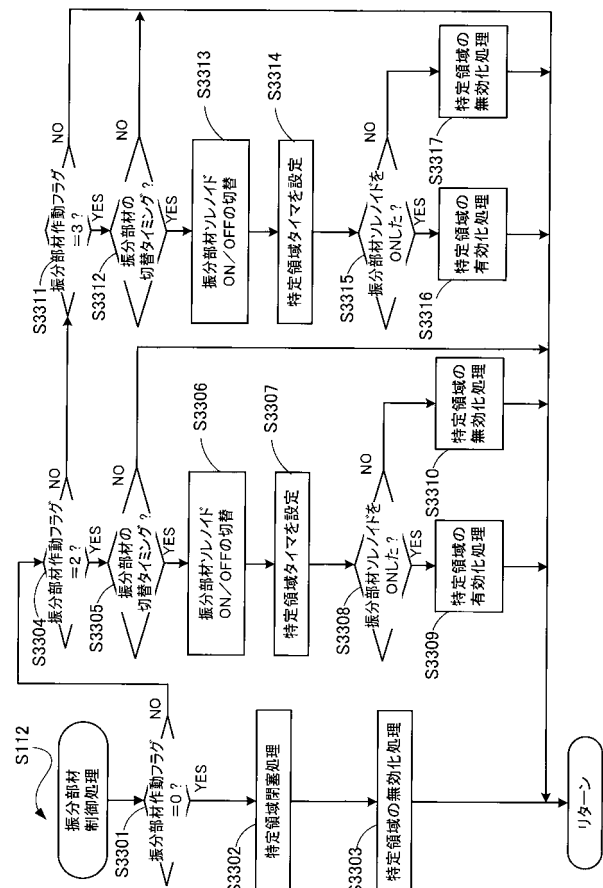 S112
振分部材
制御処理
S3301
振分部材作動フラグ
=0？
NO
YES
S3302
特定領域閉塞処理
S3303
特定領域の無効化処理
リターン
S3304
振分部材作動フラグ
=2？
NO
YES
S3305
振分部材の
切替タイミング？
NO
YES
S3306
振分部材ソレノイド
ON／OFFの切替
S3307
特定領域タイマを設定
S3308
振分部材ソレノイドを
ONした？
NO
YES
S3309
特定領域の
有効化処理
S3310
特定領域の
無効化処理
S3311
振分部材作動フラグ
=3？
NO
YES
S3312
振分部材の
切替タイミング？
NO
YES
S3313
振分部材ソレノイド
ON／OFFの切替
S3314
特定領域タイマを設定
S3315
振分部材ソレノイドを
ONした？
NO
YES
S3316
特定領域の
有効化処理
S3317
特定領域の
無効化処理